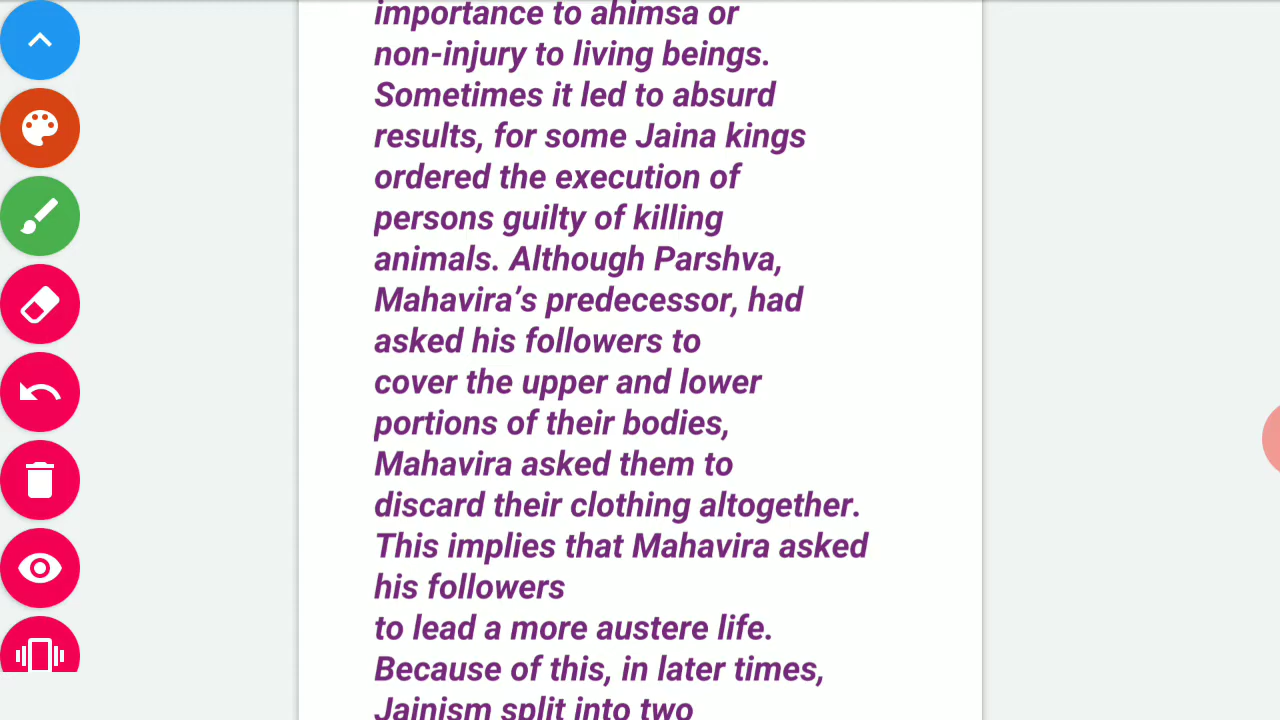 importance to ahimsa or
non-injury to living beings.
Sometimes it led to absurd
results, for some Jaina kings
ordered the execution of
persons guilty of killing
animals. Although Parshva,
Mahavira’s predecessor, had
asked his followers to
cover the upper and lower
portions of their bodies,
Mahavira asked them to
discard their clothing altogether.
This implies that Mahavira asked
his followers
to lead a more austere life.
Because of this, in later times,
Jainism split into two